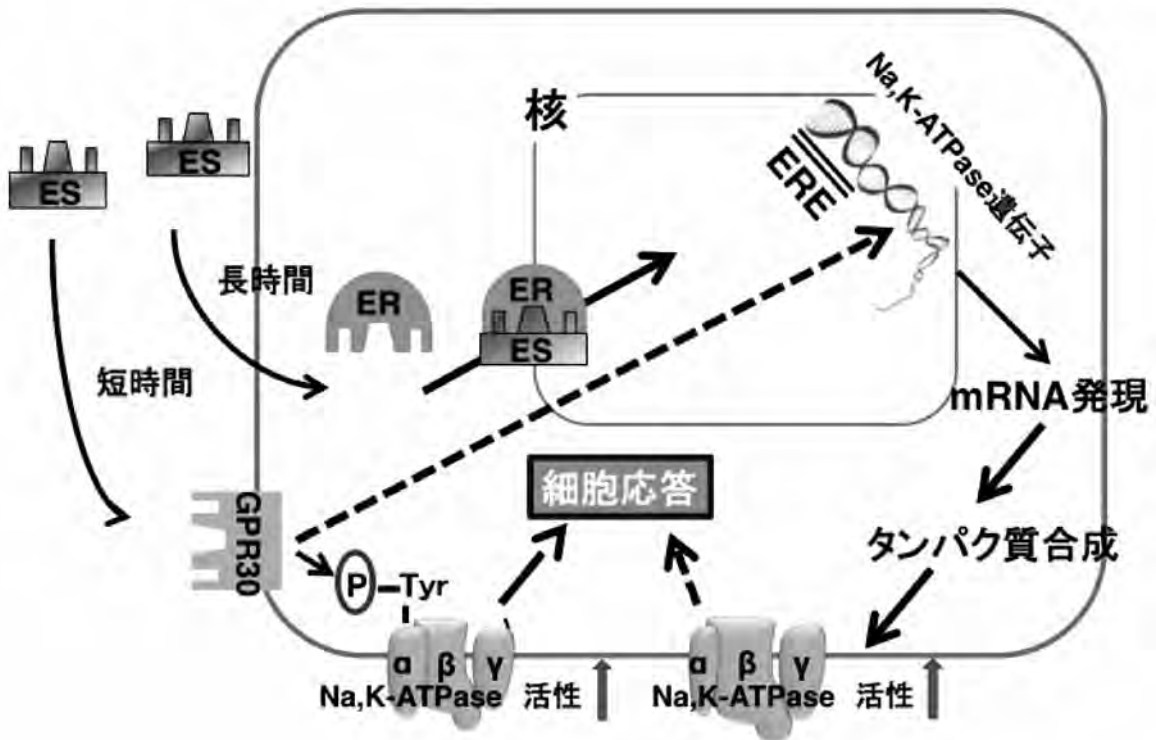 核
Na,K-ATPase遺伝子
ERE
ES
ES
長時間
ER
ER
ES
短時間
mRNA発現
細胞応答
GPR30
タンパク質合成
P
Tyr
α β γ
Na,K-ATPase 活性
α β γ
Na,K-ATPase 活性